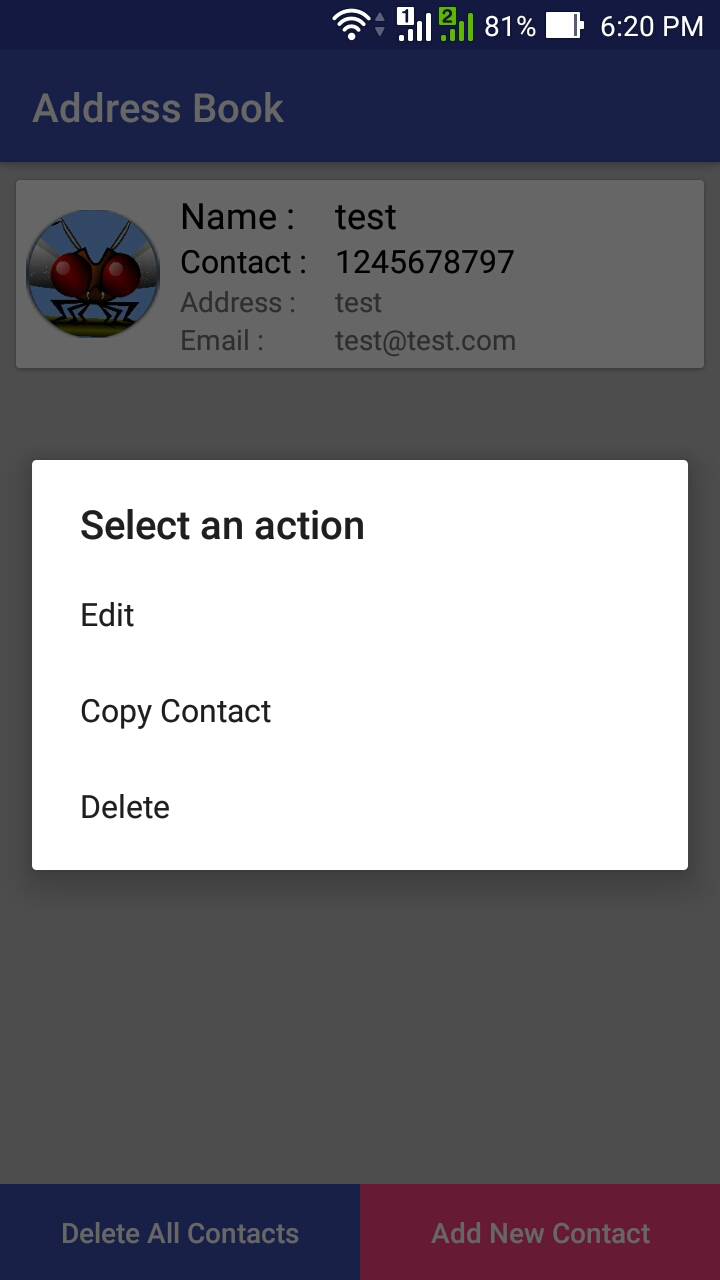 1 2 81% 6:20 PM
Address Book
Name : test
Contact : 1245678797
Address : test
Email : test@test.com
Select an action
Edit
Copy Contact
Delete
Delete All Contacts Add New Contact